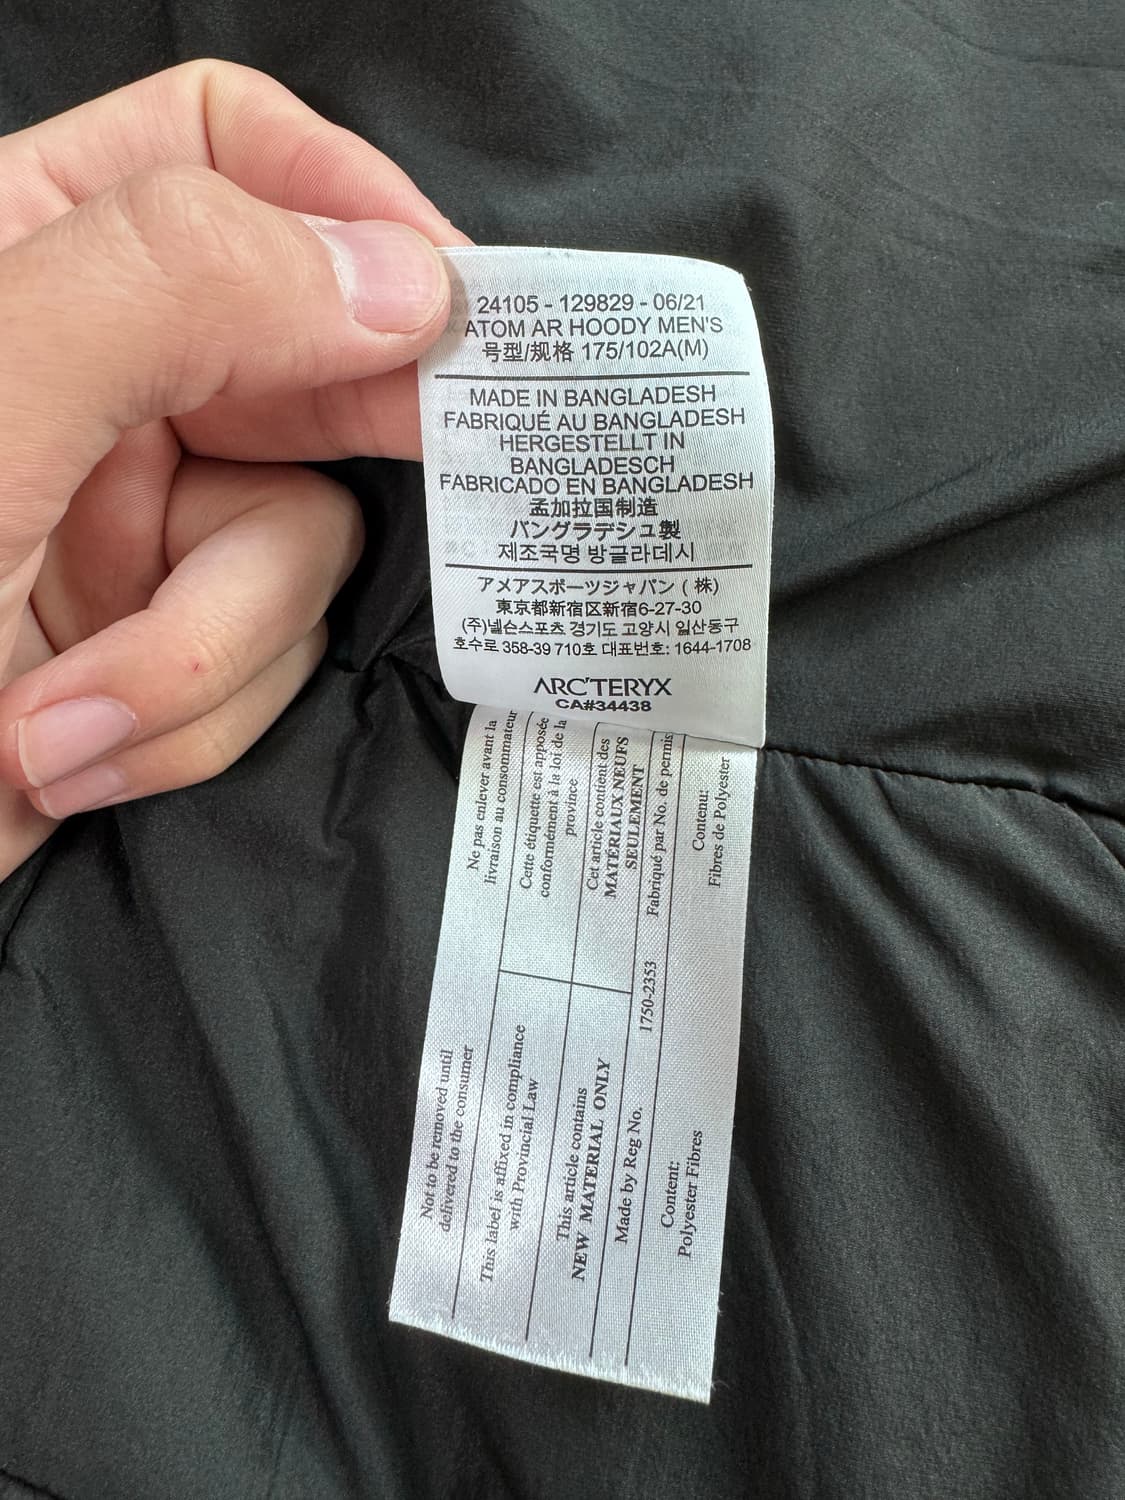 24105 - 129829 - 06/21
ATOM AR HOODY MEN'S
号型/规格 175/102A(M)
MADE IN BANGLADESH
FABRIQUÉ AU BANGLADESH
HERGESTELLT IN
BANGLADESCH
FABRICADO EN BANGLADESH
孟加拉国制造
バングラデシュ製
제조국명 방글라데시
アメアスポーツジャパン ( 株)
東京都新宿区新宿6-27-30
(주)넬슨스포츠 경기도 고양시 일산동구
호수로 358-39 710호 대표번호: 1644-1708
ARC'TERYX
CA#34438
Ne pas enlever avant la
livraison au consommateur
Cette étiquette est apposée
conformément à la loi de la
province
Cet article contient des
MATERIAUX NEUFS
SEULEMENT
Fabriqué par No. de permis
Contenu:
Fibres de Polyester
1750-2353
Not to be removed until
delivered to the consumer
This label is affixed in compliance
with Provincial Law
This article contains
NEW MATERIAL ONLY
Made by Reg No.
Content:
Polyester Fibres